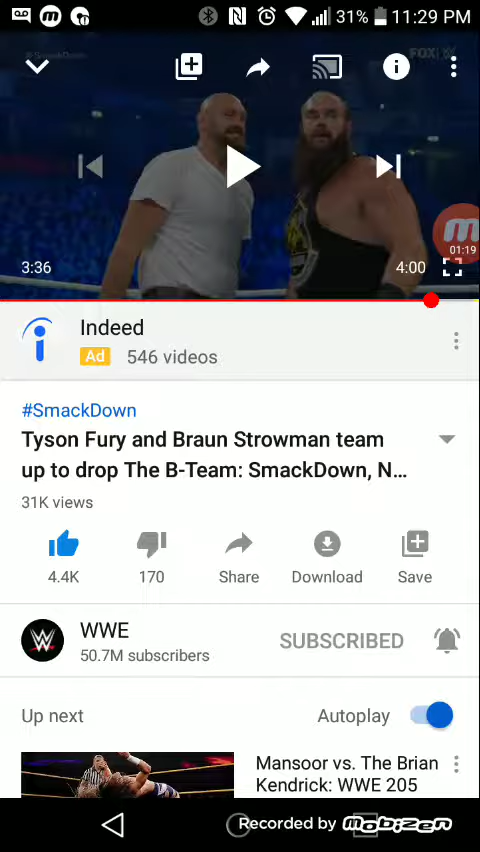 31% 11:29 PM
#SmackDown
FOX
01:19
3:36
4:00
Indeed
Ad 546 videos
#SmackDown
Tyson Fury and Braun Strowman team
up to drop The B-Team: SmackDown, N...
31K views
4.4K 170 Share Download Save
WWE
SUBSCRIBED
50.7M subscribers
Up next Autoplay
Mansoor vs. The Brian
Kendrick: WWE 205
Recorded by mobizen